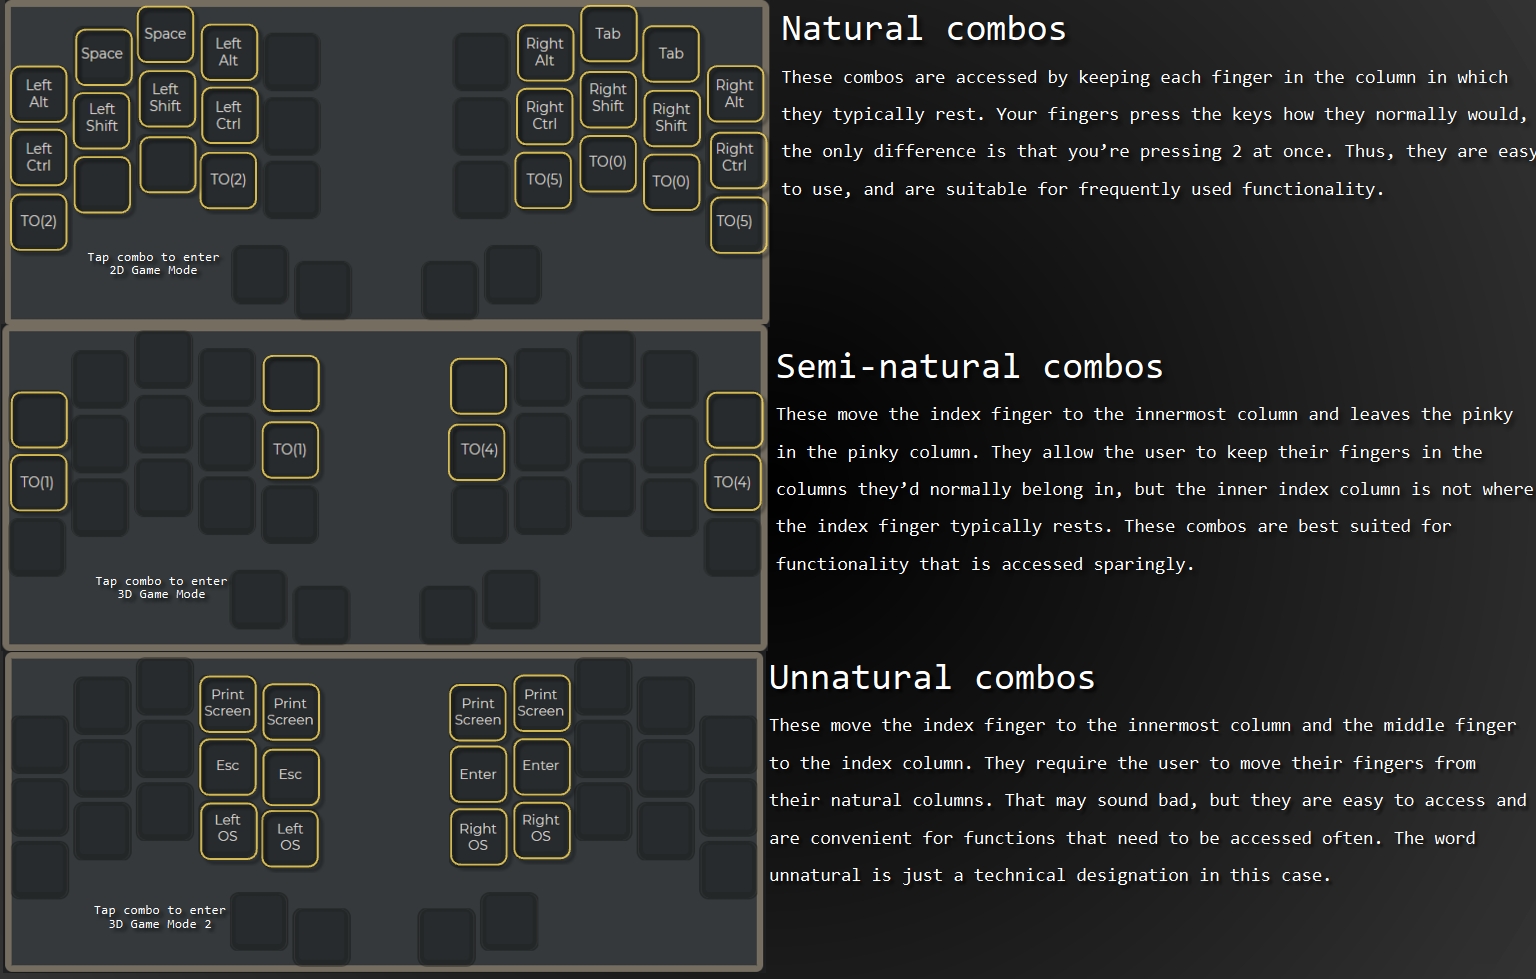 Natural combos
These combos are accessed by keeping each finger in the column in which
they typically rest. Your fingers press the keys how they normally would,
the only difference is that you’re pressing 2 at once. Thus, they are easy
to use, and are suitable for frequently used functionality.
Space
Space
Left
Alt
Left
Alt
Left
Shift
Left
Shift
Left
Ctrl
Left
Ctrl
TO(2)
TO(2)
Right
Alt
Tab
Tab
Right
Alt
Right
Ctrl
Right
Shift
Right
Shift
Right
Ctrl
TO(5)
TO(0)
TO(0)
TO(5)
Tap combo to enter
2D Game Mode
Semi-natural combos
These move the index finger to the innermost column and leaves the pinky
in the pinky column. They allow the user to keep their fingers in the
columns they’d normally belong in, but the inner index column is not where
the index finger typically rests. These combos are best suited for
functionality that is accessed sparingly.
TO(1)
TO(1)
TO(4)
TO(4)
Tap combo to enter
3D Game Mode
Unnatural combos
These move the index finger to the innermost column and the middle finger
to the index column. They require the user to move their fingers from
their natural columns. That may sound bad, but they are easy to access and
are convenient for functions that need to be accessed often. The word
unnatural is just a technical designation in this case.
Print
Screen
Print
Screen
Print
Screen
Print
Screen
Esc
Esc
Enter
Enter
Left
OS
Left
OS
Right
OS
Right
OS
Tap combo to enter
3D Game Mode 2